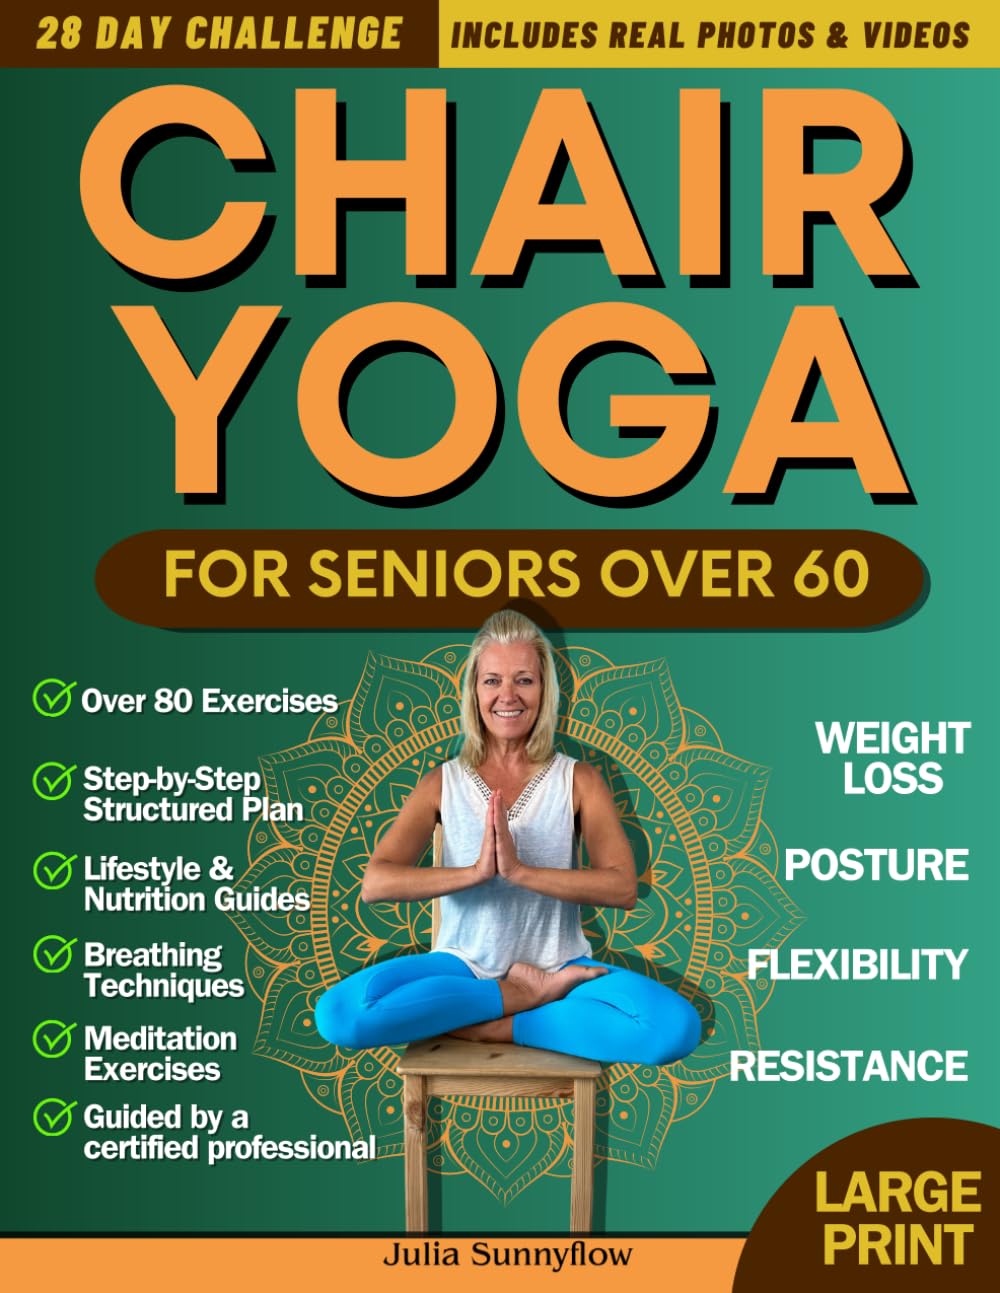 28 DAY CHALLENGE
INCLUDES REAL PHOTOS & VIDEOS
CHAIR
YOGA
FOR SENIORS OVER 60
Over 80 Exercises
Step-by-Step
Structured Plan
Lifestyle &
Nutrition Guides
Breathing
Techniques
Meditation
Exercises
Guided by a
certified professional
WEIGHT
LOSS
POSTURE
FLEXIBILITY
RESISTANCE
LARGE
PRINT
Julia Sunnyflow